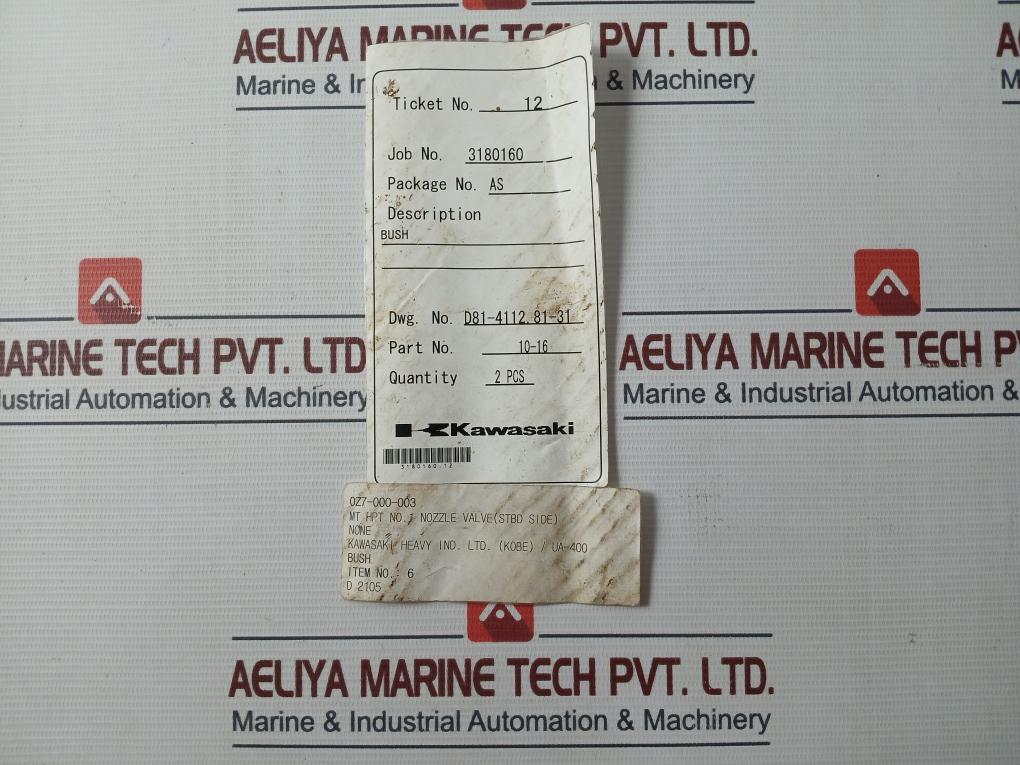 AELIYA MARINE TECH PVT. LTD.
Marine & Industrial Automation & Machinery
Ticket No. 12
Job No. 3180160
Package No. AS
Description
BUSH
Dwg. No. D81-4112.81-31
Part No. 10-16
Quantity 2 PCS
Kawasaki
3180160.12
MARINE TECH PVT. LTD
ustrial Automation & Machinery
AELIYA MARINE TECH P
Marine & Industrial Automation &
0Z7-000-003
MT HPT NO.1 NOZZLE VALVE(STBD SIDE)
NONE
KAWASAKI HEAVY IND. LTD. (KOBE) / UA-400
BUSH
ITEM NO.: 6
D 2105
AELIYA MARINE TECH PVT. LTD.
Marine & Industrial Automation & Machinery